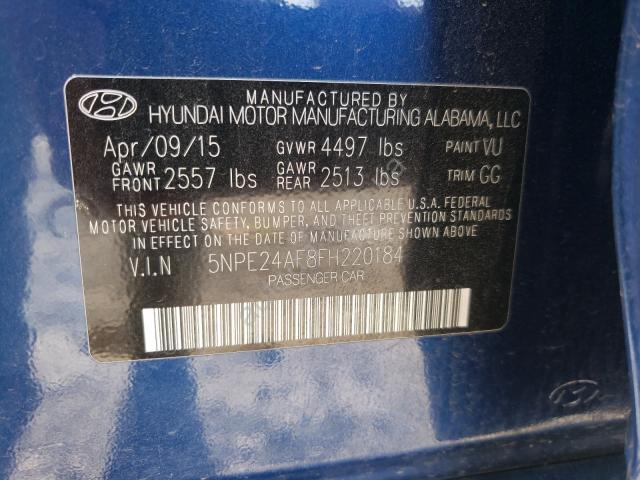 MANUFACTURED BY
HYUNDAI MOTOR MANUFACTURING ALABAMA, LLC
Apr/09/15 GVWR 4497 lbs PAINT VU
GAWR FRONT 2557 lbs GAWR REAR 2513 lbs TRIM GG
THIS VEHICLE CONFORMS TO ALL APPLICABLE U.S.A. FEDERAL
MOTOR VEHICLE SAFETY, BUMPER, AND THEFT PREVENTION STANDARDS
IN EFFECT ON THE DATE OF MANUFACTURE SHOWN ABOVE.
V.I.N 5NPE24AF8FH220184
PASSENGER CAR